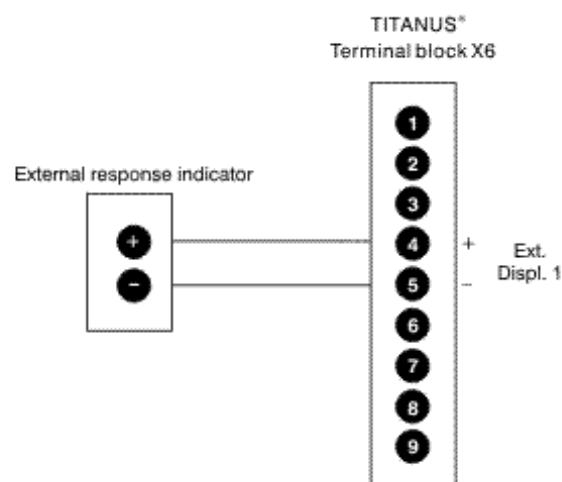 TITANUS®
Terminal block X6
1
2
3
External response indicator
+
4
+
Ext.
Displ. 1
−
5
−
6
7
8
9